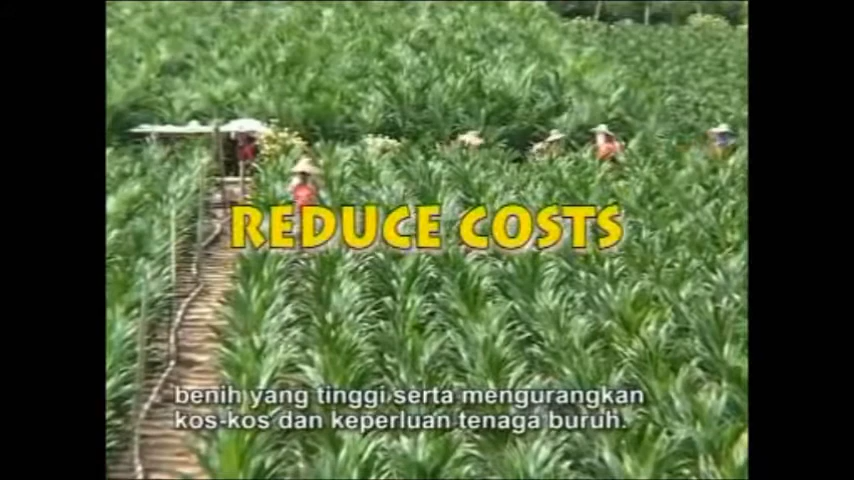 REDUCE COSTS
benih yang tinggi serta mengurangkan
kos-kos dan keperluan tenaga buruh.